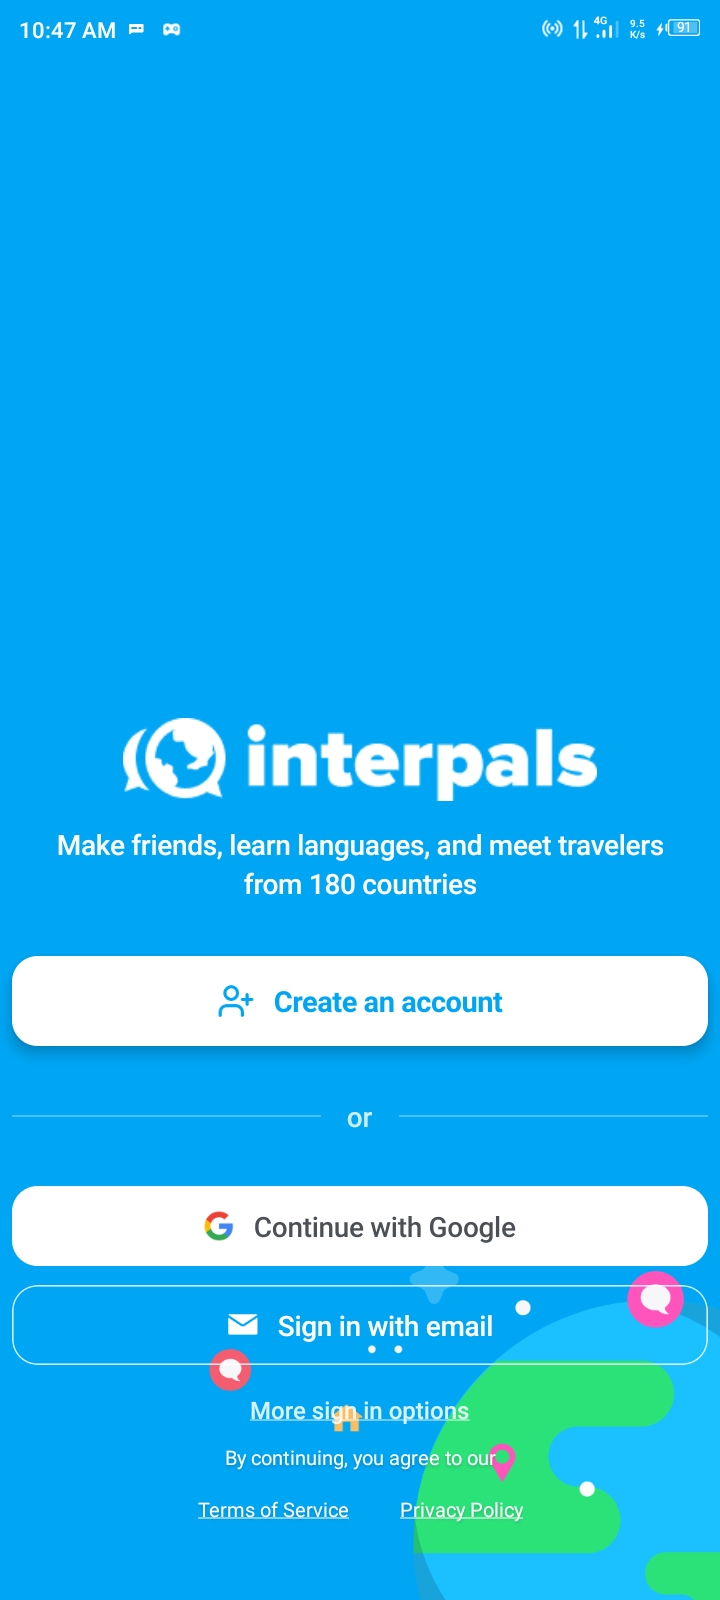 10:47 AM
4G
9.5
K/s
91
interpals
Make friends, learn languages, and meet travelers
from 180 countries
Create an account
or
Continue with Google
Sign in with email
More sign in options
By continuing, you agree to our
Terms of Service Privacy Policy